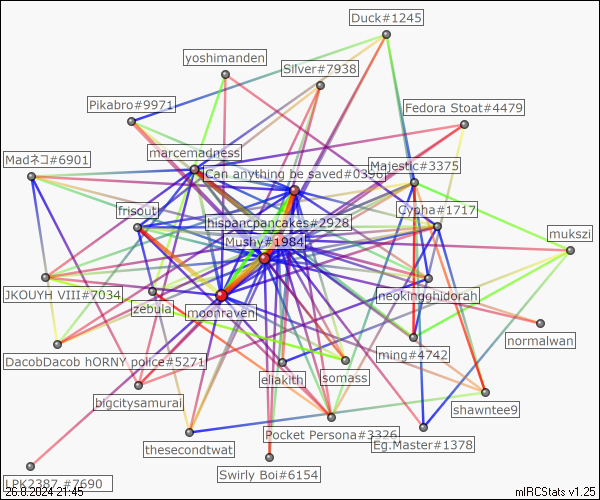 Duck#1245
yoshimanden
Silver#7938
Pikabro#9971
Fedora Stoat#4479
marcemadness
Madネコ#6901
Can anything be saved#0396
Majestic#3375
frisout
hispancpancakes#2928
Cypha#1717
Mushy#1984
mukszi
JKOUYH VIII#7034
zebula
moonraven
neokingghidorah
normalwan
DacobDacob hORNY police#5271
ming#4742
eliakith
somass
bigcitysamurai
shawntee9
Pocket Persona#3326
thesecondtwat
Eg.Master#1378
Swirly Boi#6154
LPK2387_#7690
26.8.2024 21:45
mIRCStats v1.25